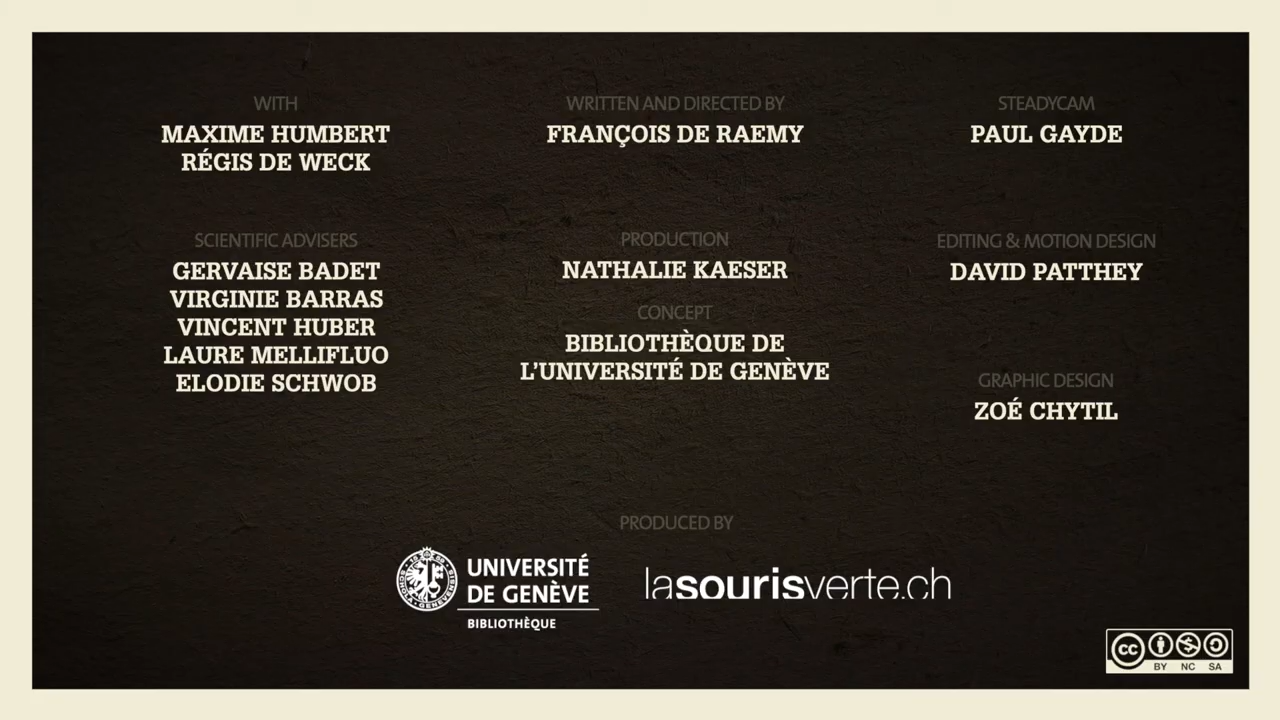 WITH
MAXIME HUMBERT
RÉGIS DE WECK
SCIENTIFIC ADVISERS
GERVAISE BADET
VIRGINIE BARRAS
VINCENT HUBER
LAURE MELLIFLUO
ELODIE SCHWOB
WRITTEN AND DIRECTED BY
FRANÇOIS DE RAEMY
PRODUCTION
NATHALIE KAESER
CONCEPT
BIBLIOTHÈQUE DE
L’UNIVERSITÉ DE GENÈVE
STEADYCAM
PAUL GAYDE
EDITING & MOTION DESIGN
DAVID PATTHEY
GRAPHIC DESIGN
ZOÉ CHYTIL
PRODUCED BY
SCHOLA GENEVENSIS
UNIVERSITÉ
DE GENÈVE
BIBLIOTHÈQUE
lasourisverte.ch
cc
BY NC SA